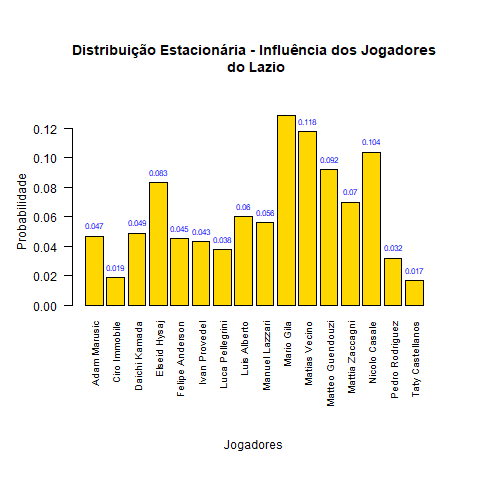 Distribuição Estacionária - Influência dos Jogadores
do Lazio
Probabilidade
0.12
0.10
0.08
0.06
0.04
0.02
0.00
0.047
0.019
0.049
0.083
0.045
0.043
0.038
0.06
0.056
0.118
0.092
0.07
0.104
0.032
0.017
Adam Marusic
Ciro Immobile
Daichi Kamada
Elseid Hysaj
Felipe Anderson
Ivan Provedel
Luca Pellegrini
Luis Alberto
Manuel Lazzari
Mario Gila
Matias Vecino
Matteo Guendouzi
Mattia Zaccagni
Nicolo Casale
Pedro Rodriguez
Taty Castellanos
Jogadores